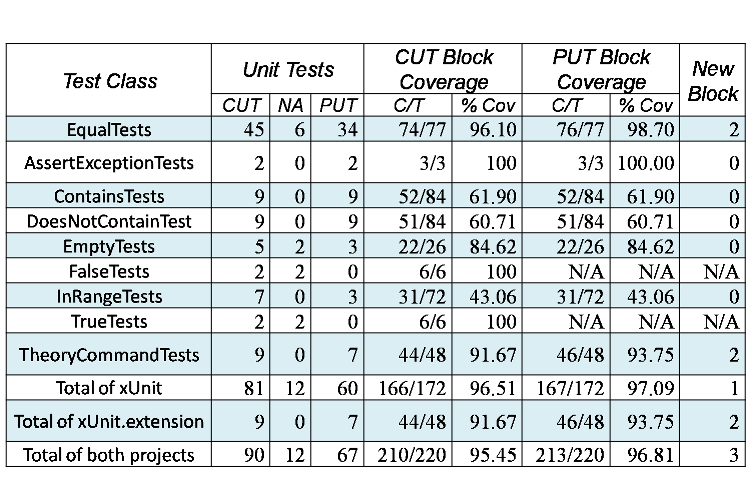 Test Class Unit Tests CUT Block Coverage PUT Block Coverage New Block
CUT NA PUT C/T % Cov C/T % Cov
EqualTests 45 6 34 74/77 96.10 76/77 98.70 2
AssertExceptionTests 2 0 2 3/3 100 3/3 100.00 0
ContainsTests 9 0 9 52/84 61.90 52/84 61.90 0
DoesNotContainTest 9 0 9 51/84 60.71 51/84 60.71 0
EmptyTests 5 2 3 22/26 84.62 22/26 84.62 0
FalseTests 2 2 0 6/6 100 N/A N/A N/A
InRangeTests 7 0 3 31/72 43.06 31/72 43.06 0
TrueTests 2 2 0 6/6 100 N/A N/A N/A
TheoryCommandTests 9 0 7 44/48 91.67 46/48 93.75 2
Total of xUnit 81 12 60 166/172 96.51 167/172 97.09 1
Total of xUnit.extension 9 0 7 44/48 91.67 46/48 93.75 2
Total of both projects 90 12 67 210/220 95.45 213/220 96.81 3